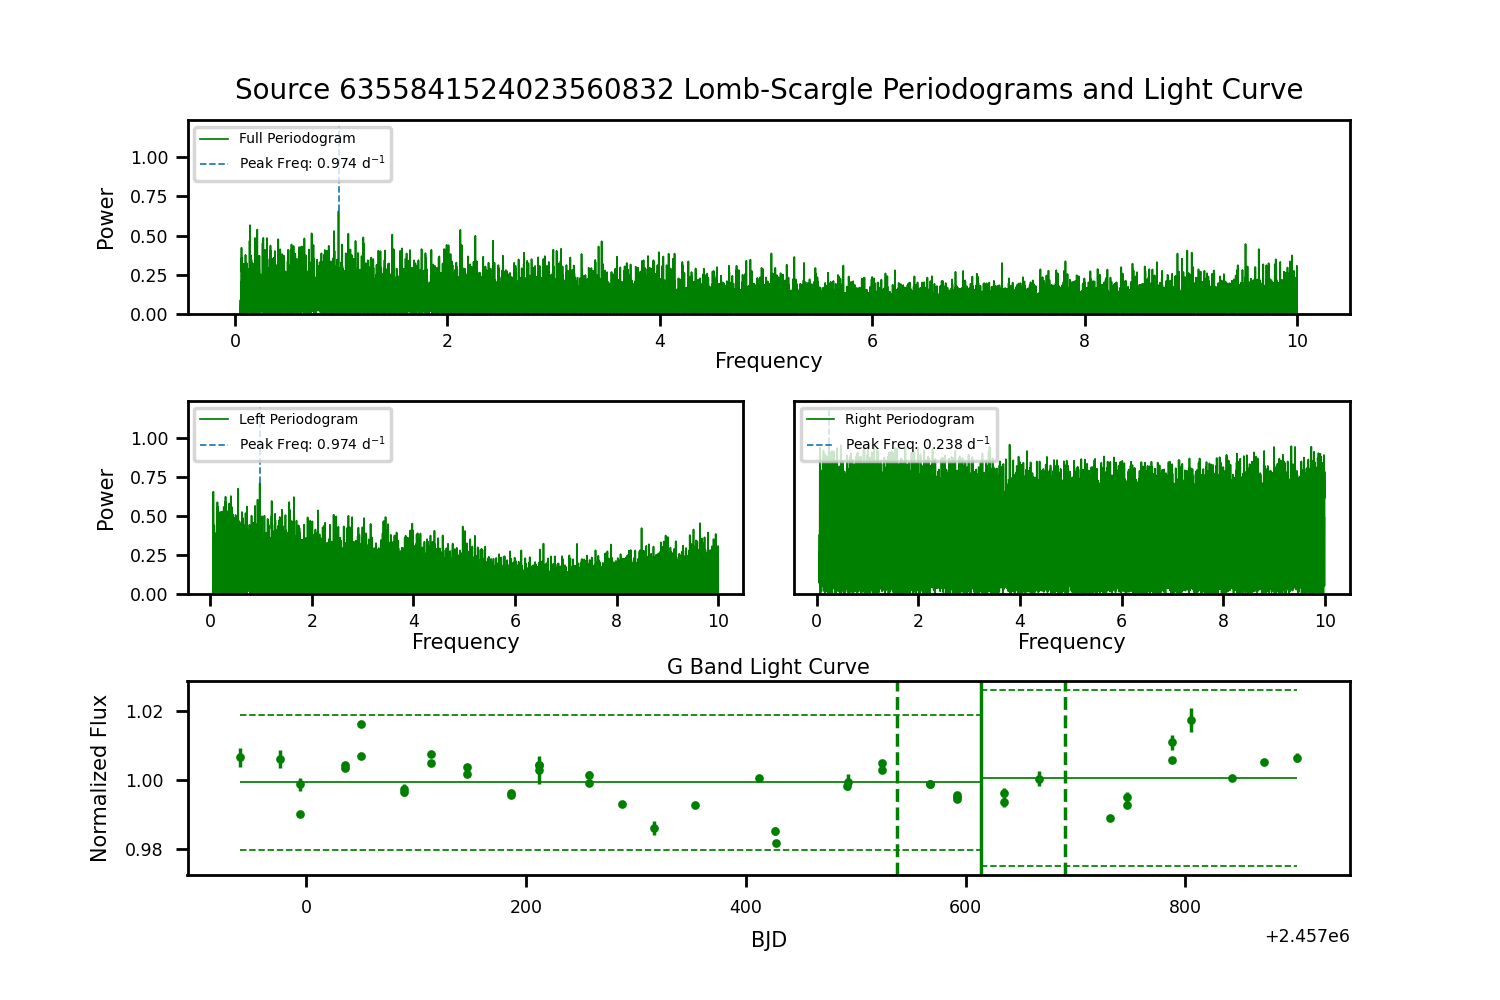 Source 6355841524023560832 Lomb-Scargle Periodograms and Light Curve
Full Periodogram
Peak Freq: 0.974 d⁻¹
1.00
0.75
0.50
0.25
0.00
Power
0 2 4 6 8 10
Frequency
Left Periodogram
Peak Freq: 0.974 d⁻¹
1.00
0.75
0.50
0.25
0.00
Power
0 2 4 6 8 10
Frequency
Right Periodogram
Peak Freq: 0.238 d⁻¹
0 2 4 6 8 10
Frequency
G Band Light Curve
1.02
1.00
0.98
Normalized Flux
0 200 400 600 800
BJD
+2.457e6